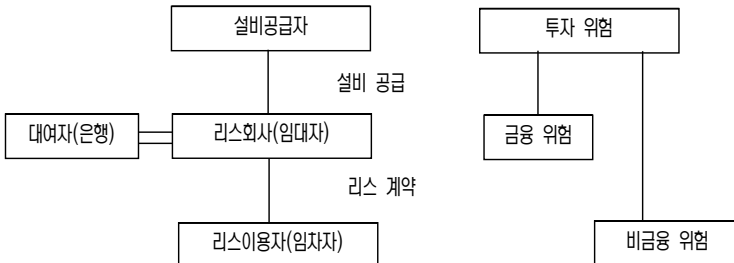 설비공급자
투자 위험
설비 공급
대여자(은행)
리스회사(임대자)
금융 위험
리스 계약
리스이용자(임차자)
비금융 위험